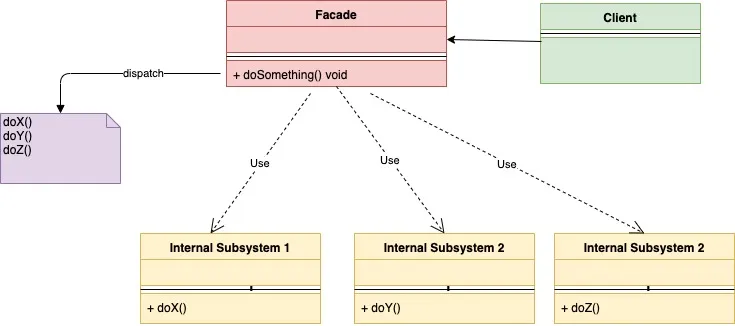 Facade
Client
+ doSomething() void
dispatch
doX()
doY()
doZ()
Use
Use
Use
Internal Subsystem 1
Internal Subsystem 2
Internal Subsystem 2
+ doX()
+ doY()
+ doZ()